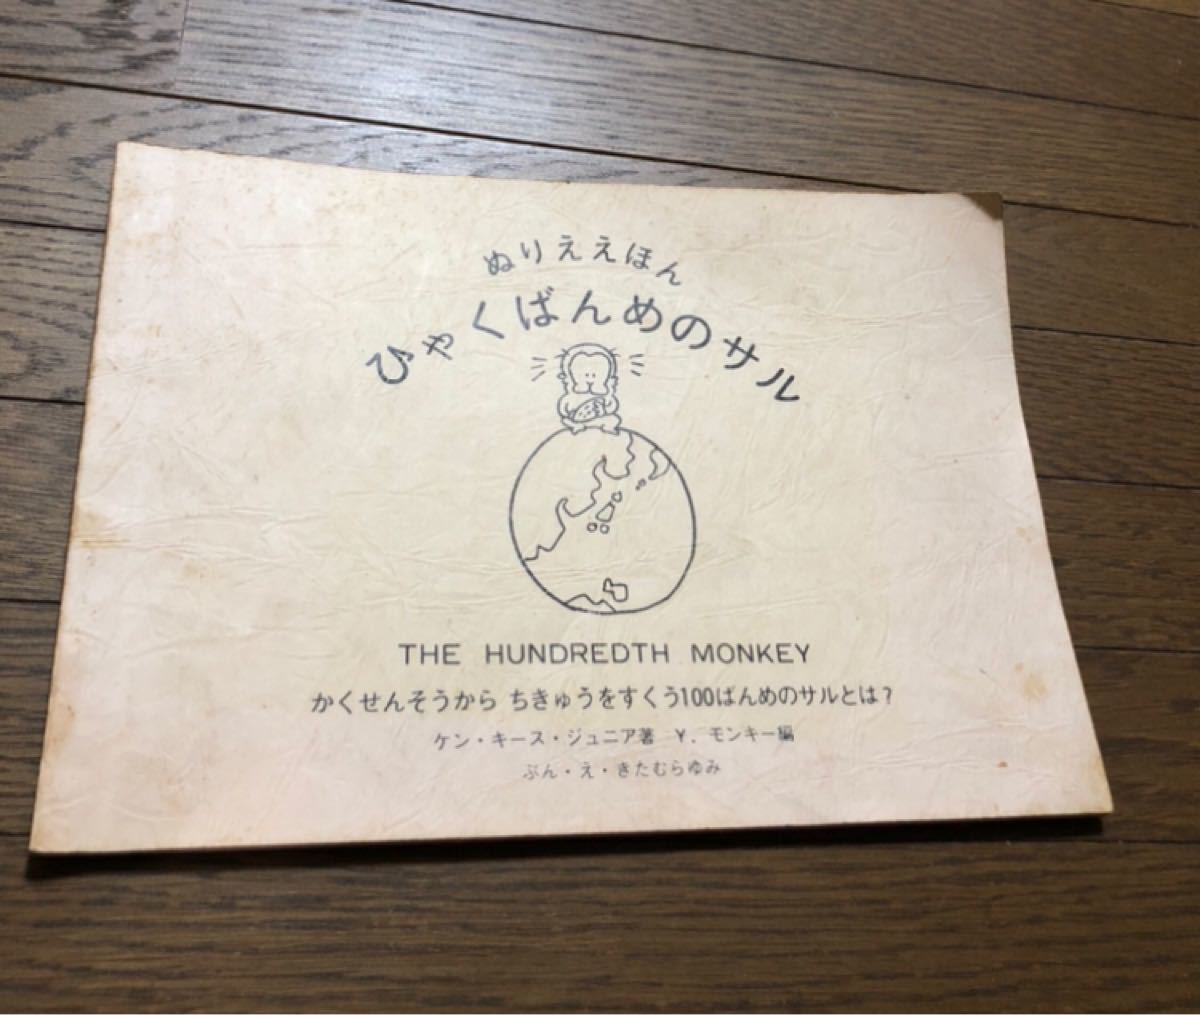 ぬりええほん
ひゃくばんめのサル
THE HUNDREDTH MONKEY
かくせんそうから ちきゅうをすくう100ばんめのサルとは?
ケン・キース・ジュニア著 Y.モンキー編
ぶん・え・きたむらゆみ